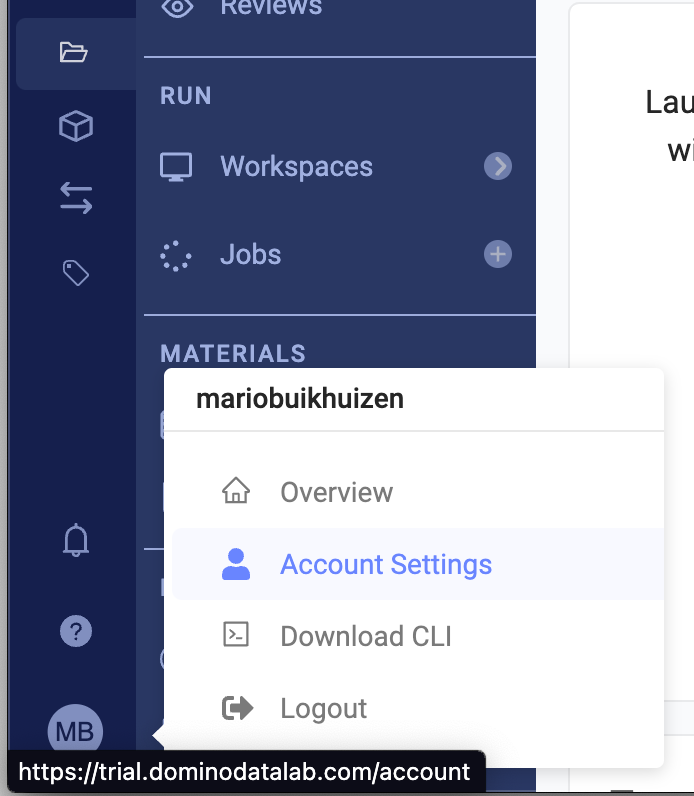 Reviews
RUN
Workspaces
Jobs
MATERIALS
Lau
wi
mariobuikhuizen
Overview
Account Settings
Download CLI
Logout
?
MB
https://trial.dominodatalab.com/account